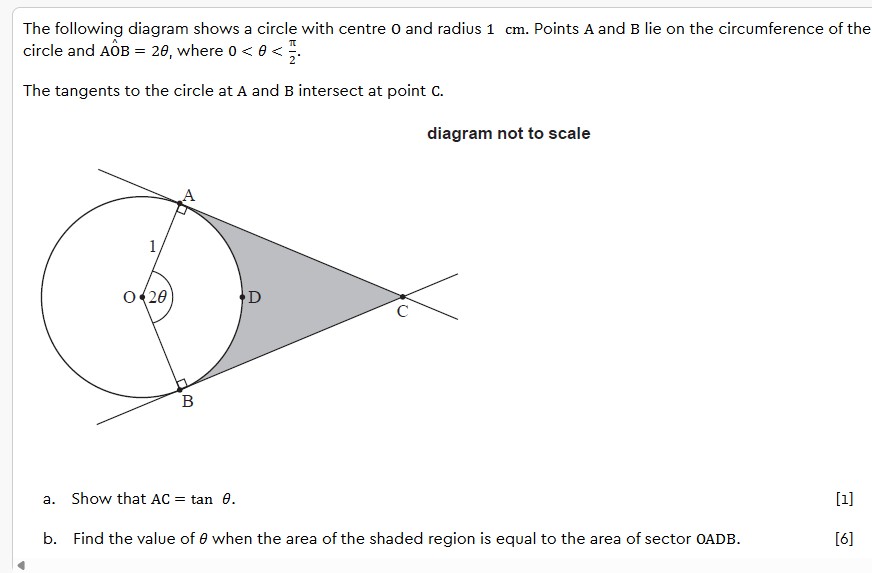 The following diagram shows a circle with centre O and radius 1 cm. Points A and B lie on the circumference of the
circle and AÔB = 2θ, where 0 < θ < π/2.
The tangents to the circle at A and B intersect at point C.
diagram not to scale
A
1
O 2θ D
C
B
a. Show that AC = tan θ. [1]
b. Find the value of θ when the area of the shaded region is equal to the area of sector OADB. [6]